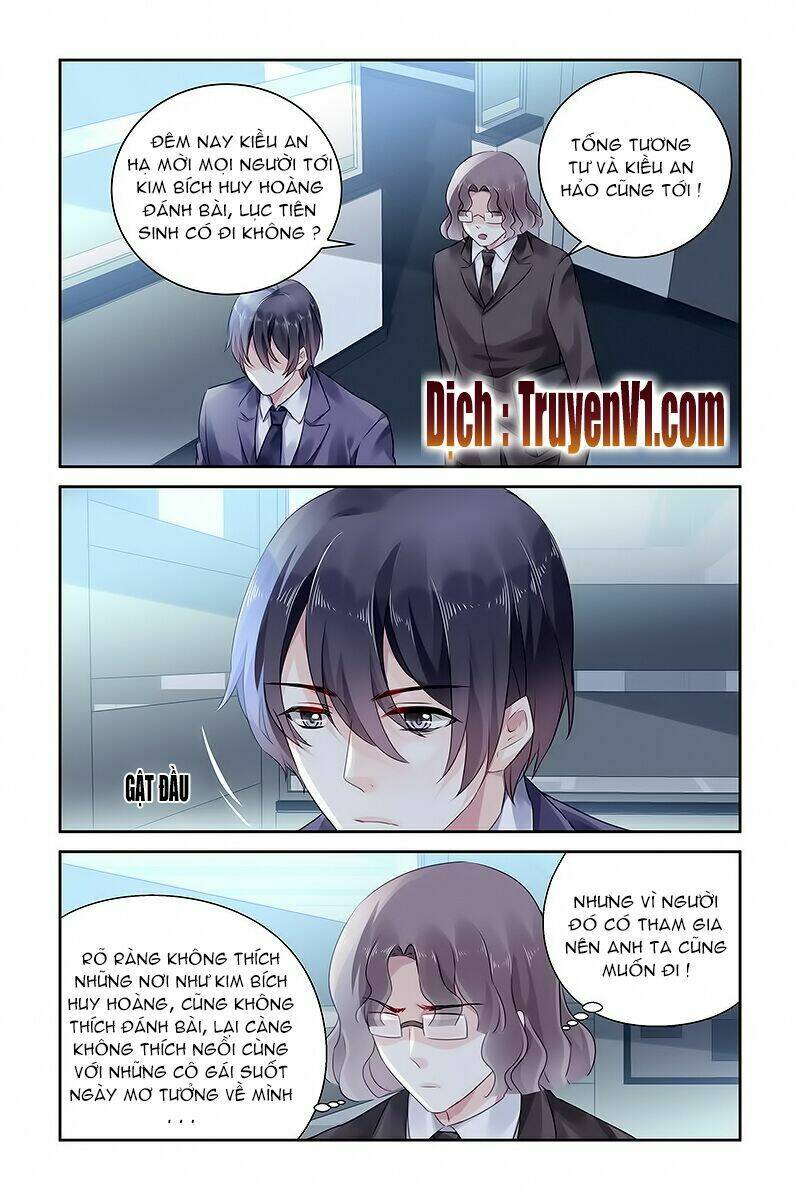 ĐÊM NAY KIỀU AN
HẠ MỜI MỌI NGƯỜI TỚI
KIM BÍCH HUY HOÀNG
ĐÁNH BÀI, LỤC TIÊN
SINH CÓ ĐI KHÔNG ?
TỐNG TƯƠNG
TƯ VÀ KIỀU AN
HẢO CŨNG TỚI !
Dịch : TruyenV1.com
GẬT ĐẦU
RÕ RÀNG KHÔNG THÍCH
NHỮNG NƠI NHƯ KIM BÍCH
HUY HOÀNG, CŨNG KHÔNG
THÍCH ĐÁNH BÀI, LẠI CÀNG
KHÔNG THÍCH NGỒI CÙNG
VỚI NHỮNG CÔ GÁI SUỐT
NGÀY MƠ TƯỞNG VỀ MÌNH
. . .
NHƯNG VÌ NGƯỜI
ĐÓ CÓ THAM GIA
NÊN ANH TA CŨNG
MUỐN ĐI !